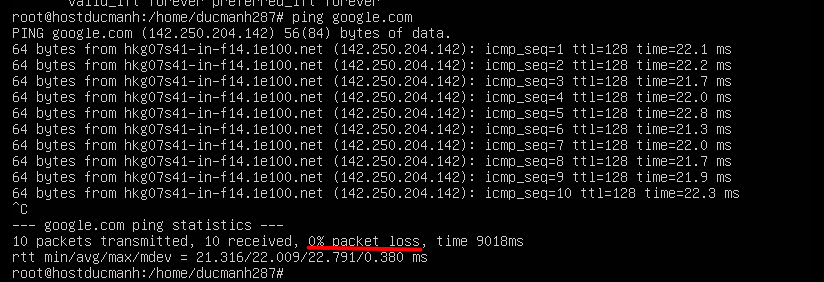 valid_lft forever preferred_lft forever
root@hostducmanh:/home/ducmanh287# ping google.com
PING google.com (142.250.204.142) 56(84) bytes of data.
64 bytes from hkg07s41-in-f14.1e100.net (142.250.204.142): icmp_seq=1 ttl=128 time=22.1 ms
64 bytes from hkg07s41-in-f14.1e100.net (142.250.204.142): icmp_seq=2 ttl=128 time=22.2 ms
64 bytes from hkg07s41-in-f14.1e100.net (142.250.204.142): icmp_seq=3 ttl=128 time=21.7 ms
64 bytes from hkg07s41-in-f14.1e100.net (142.250.204.142): icmp_seq=4 ttl=128 time=22.0 ms
64 bytes from hkg07s41-in-f14.1e100.net (142.250.204.142): icmp_seq=5 ttl=128 time=22.8 ms
64 bytes from hkg07s41-in-f14.1e100.net (142.250.204.142): icmp_seq=6 ttl=128 time=21.3 ms
64 bytes from hkg07s41-in-f14.1e100.net (142.250.204.142): icmp_seq=7 ttl=128 time=22.0 ms
64 bytes from hkg07s41-in-f14.1e100.net (142.250.204.142): icmp_seq=8 ttl=128 time=21.7 ms
64 bytes from hkg07s41-in-f14.1e100.net (142.250.204.142): icmp_seq=9 ttl=128 time=21.9 ms
64 bytes from hkg07s41-in-f14.1e100.net (142.250.204.142): icmp_seq=10 ttl=128 time=22.3 ms
^C
--- google.com ping statistics ---
10 packets transmitted, 10 received, 0% packet loss, time 9018ms
rtt min/avg/max/mdev = 21.316/22.009/22.791/0.380 ms
root@hostducmanh:/home/ducmanh287#